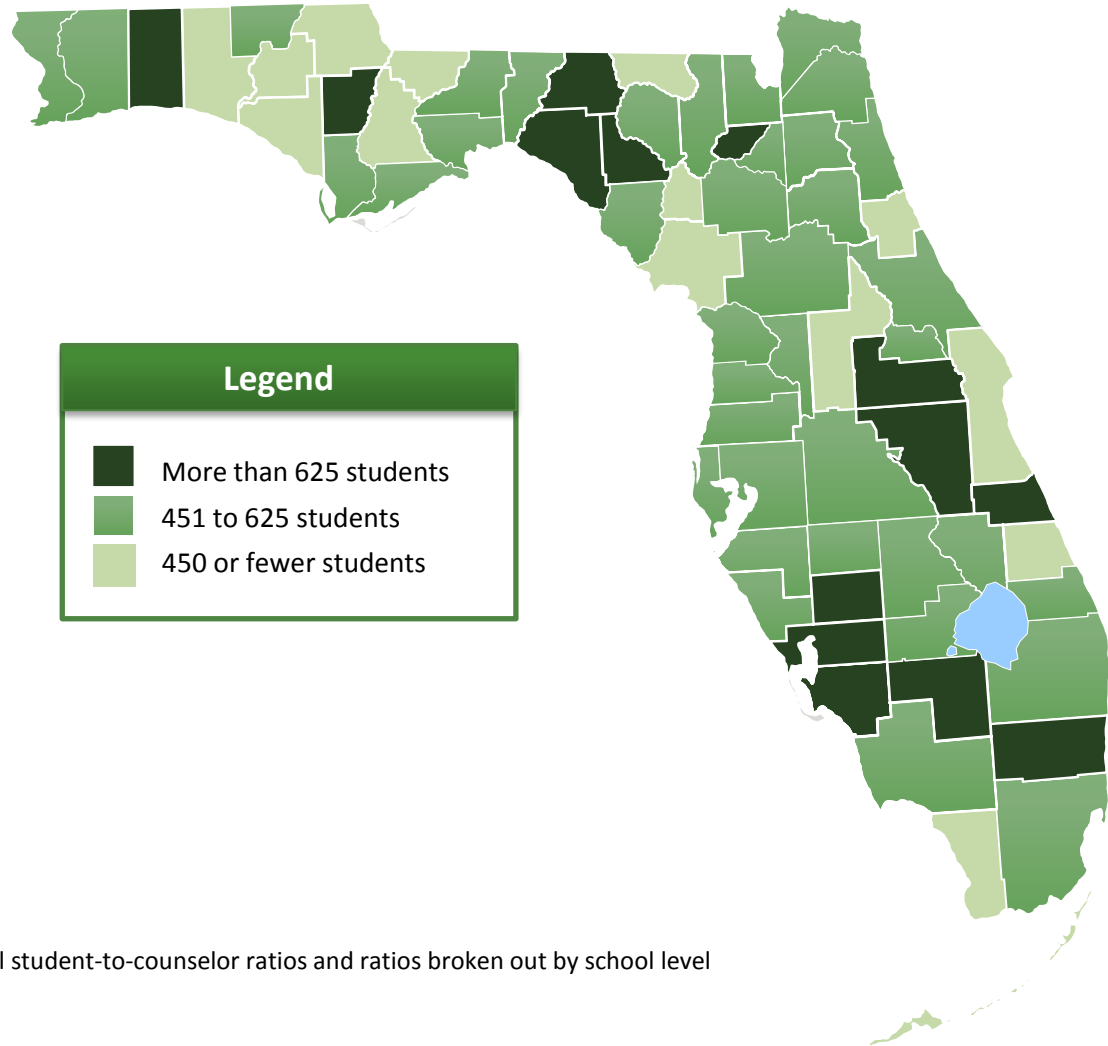 Legend
More than 625 students
451 to 625 students
450 or fewer students
student-to-counselor ratios and ratios broken out by school level